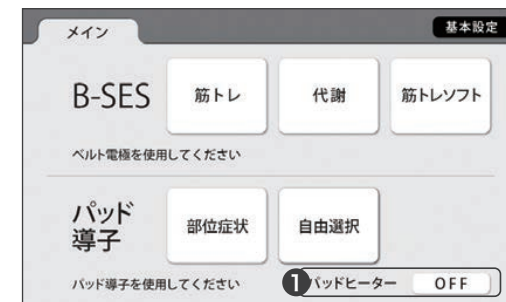 メイン
基本設定
B-SES
筋トレ
代謝
筋トレソフト
ベルト電極を使用してください
パッド
導子
部位症状
自由選択
パッド導子を使用してください
❶パッドヒーター OFF